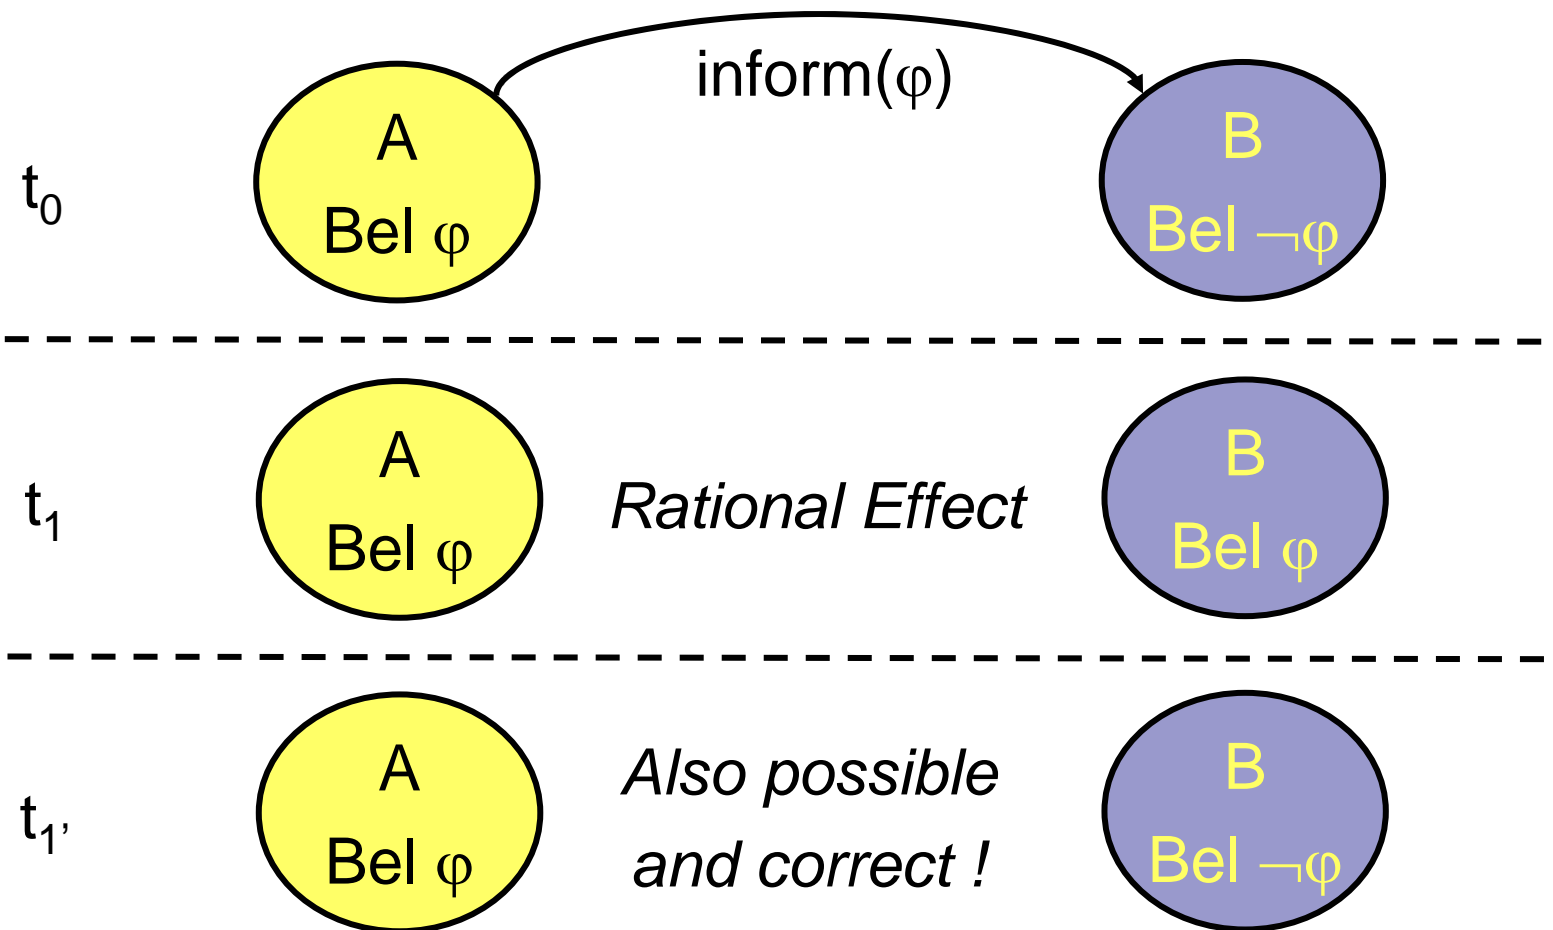 inform(φ)
t₀
A
Bel φ
B
Bel ¬φ
t₁
A
Bel φ
Rational Effect
B
Bel φ
t₁’
A
Bel φ
Also possible
and correct !
B
Bel ¬φ